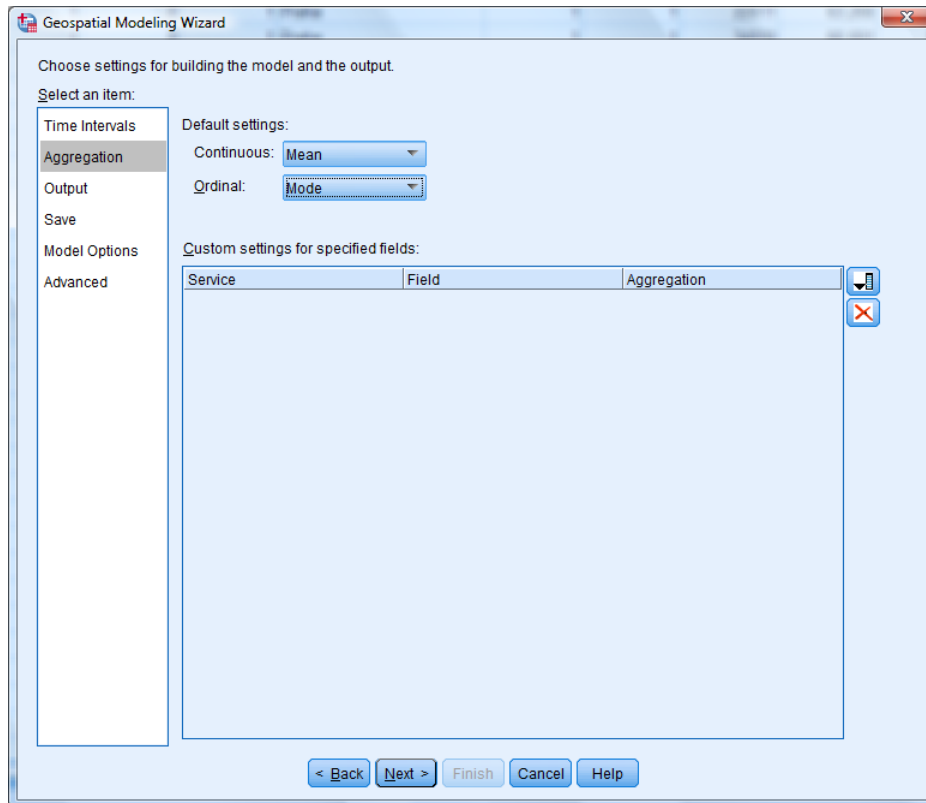 Geospatial Modeling Wizard
Choose settings for building the model and the output.
Select an item:
Time Intervals
Aggregation
Output
Save
Model Options
Advanced
Default settings:
Continuous: Mean
Ordinal: Mode
Custom settings for specified fields:
Service Field Aggregation
< Back Next > Finish Cancel Help